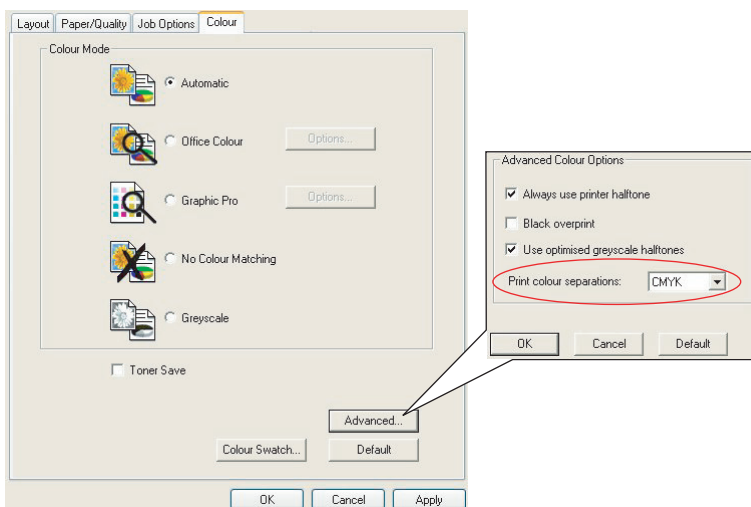 Layout Paper/Quality Job Options Colour
Colour Mode
Automatic
Office Colour
Options...
Graphic Pro
Options...
No Colour Matching
Greyscale
Toner Save
Advanced...
Colour Swatch...
Default
OK
Cancel
Apply
Advanced Colour Options
Always use printer halftone
Black overprint
Use optimised greyscale halftones
Print colour separations:
CMYK
OK
Cancel
Default